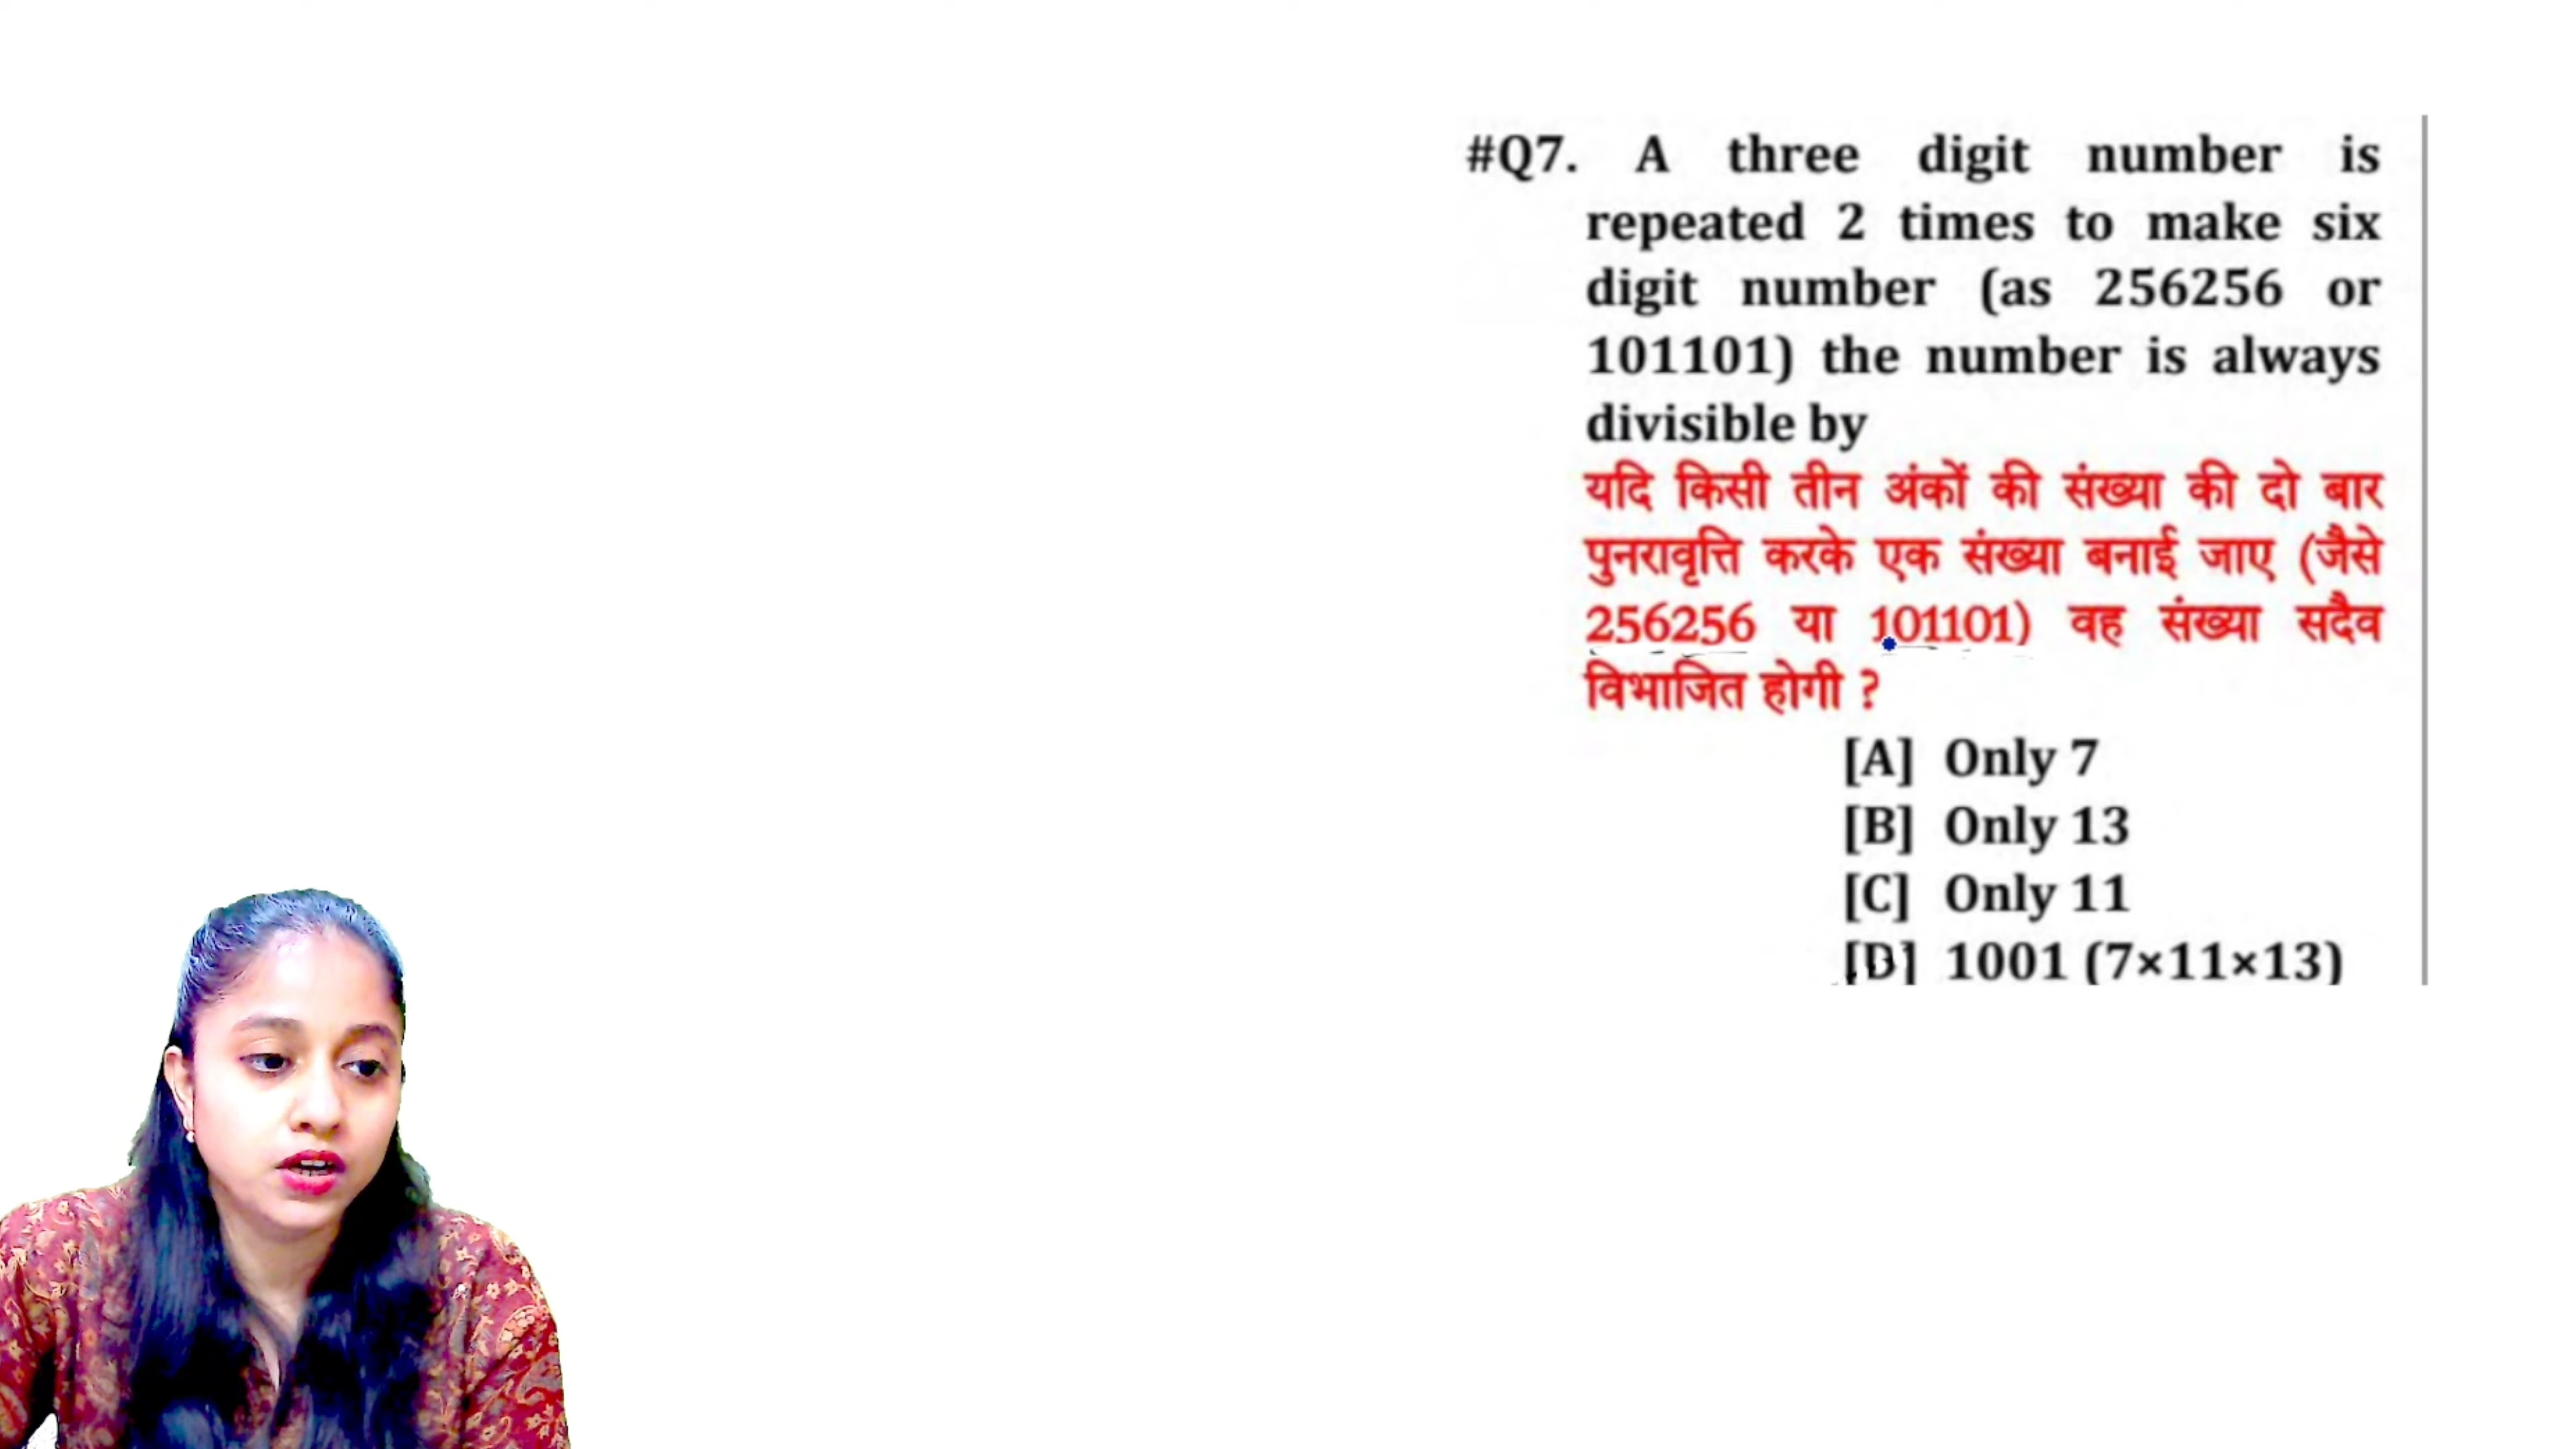 #Q7. A three digit number is
repeated 2 times to make six
digit number (as 256256 or
101101) the number is always
divisible by
यदि किसी तीन अंकों की संख्या की दो बार
पुनरावृत्ति करके एक संख्या बनाई जाए (जैसे
256256 या 101101) वह संख्या सदैव
विभाजित होगी ?
[A] Only 7
[B] Only 13
[C] Only 11
[D] 1001 (7×11×13)